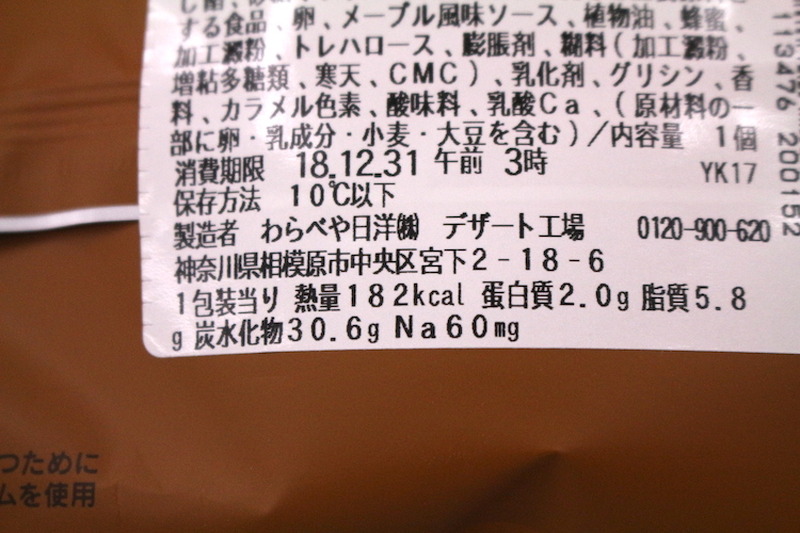 する食品、卵、メープル風味ソース、植物油、蜂蜜、
加工澱粉、トレハロース、膨脹剤、糊料(加工澱粉、
増粘多糖類、寒天、CMC)、乳化剤、グリシン、香
料、カラメル色素、酸味料、乳酸Ca、(原材料の一
部に卵・乳成分・小麦・大豆を含む)/内容量 1個
消費期限 18.12.31 午前 3時 YK17
保存方法 10℃以下
製造者 わらべや日洋㈱ デザート工場 0120-900-620
神奈川県相模原市中央区宮下2-18-6
1包装当り 熱量182kcal 蛋白質2.0g 脂質5.8
g 炭水化物30.6g Na60mg
113476 200152
つために
ムを使用